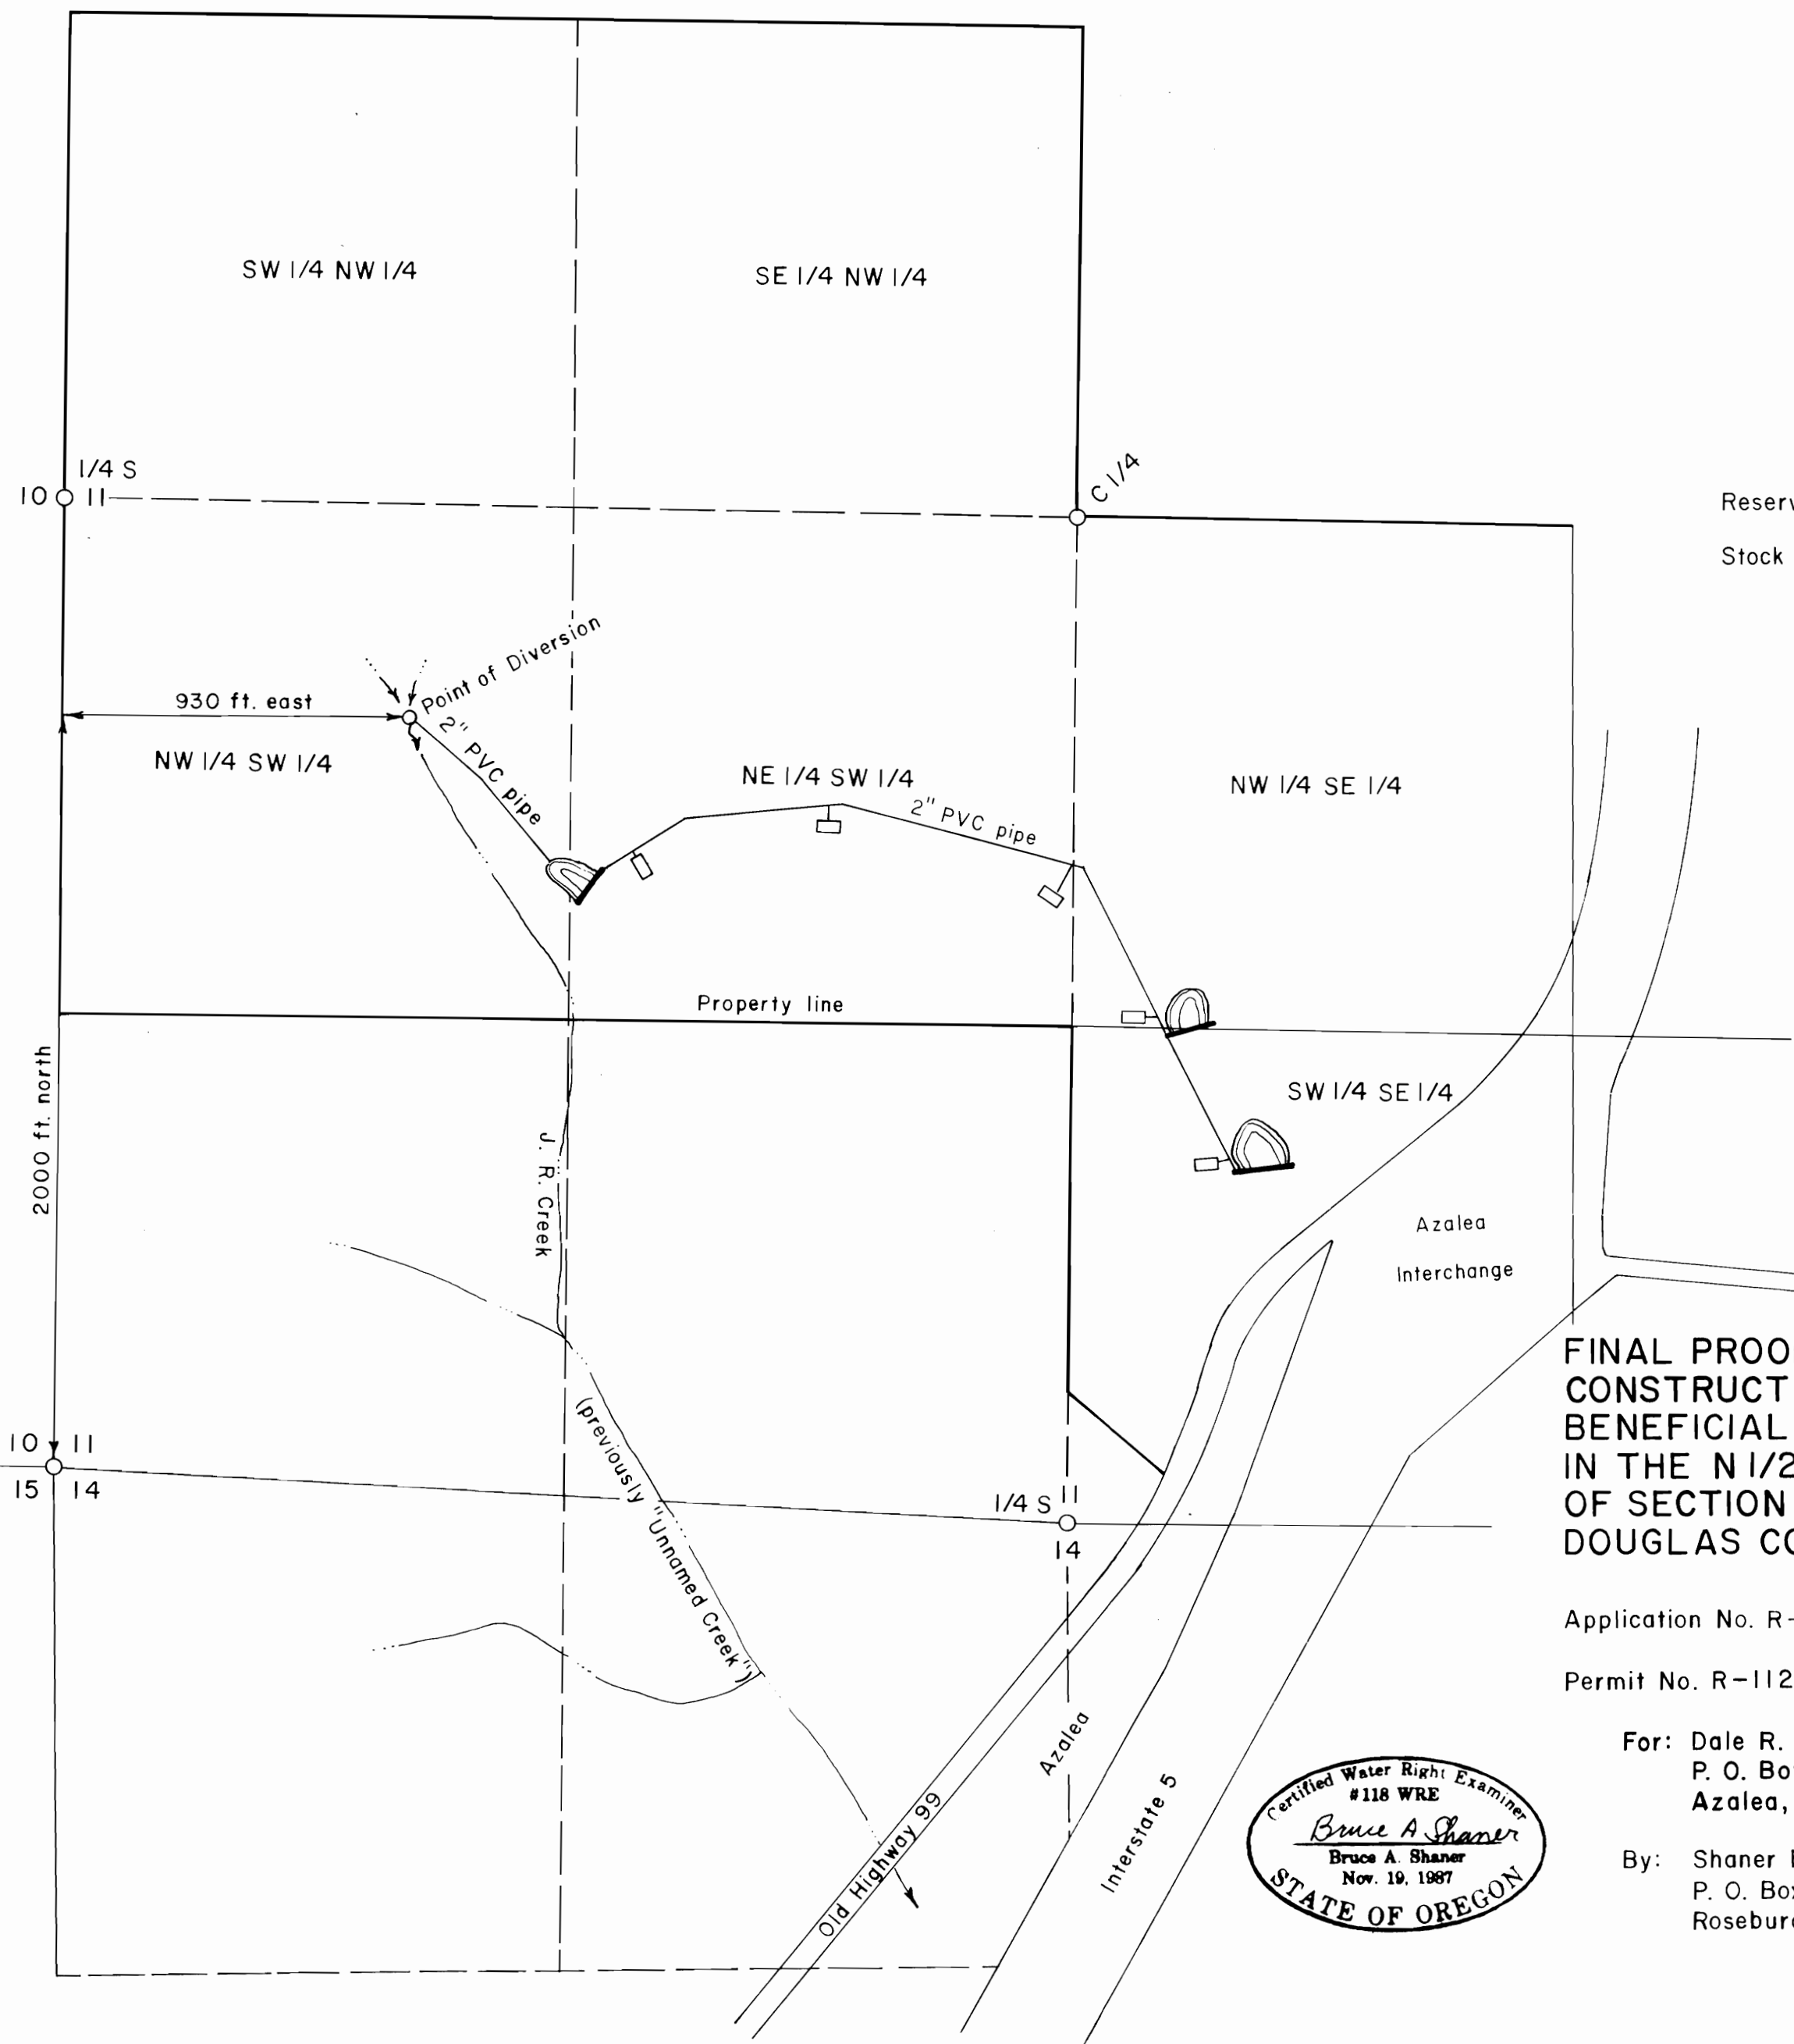 SW 1/4 NW 1/4
SE 1/4 NW 1/4
1/4 S
10
11
C 1/4
Reserv
Stock
Point of Diversion
930 ft. east
2" PVC pipe
NW 1/4 SW 1/4
NE 1/4 SW 1/4
2" PVC pipe
NW 1/4 SE 1/4
Property line
2000 ft. north
J. R. Creek
SW 1/4 SE 1/4
Azalea
Interchange
(previously "Unnamed Creek")
10
11
15
14
1/4 S
11
14
FINAL PROO
CONSTRUCT
BENEFICIAL
IN THE N 1/2
OF SECTION
DOUGLAS CO
Application No. R-
Permit No. R-112
For: Dale R.
P. O. Bo
Azalea,
By: Shaner
P. O. Box
Roseburg
Azalea
Interstate 5
Old Highway 99
Certified Water Right Examiner
#118 WRE
Bruce A Shaner
Bruce A. Shaner
Nov. 19, 1987
STATE OF OREGON